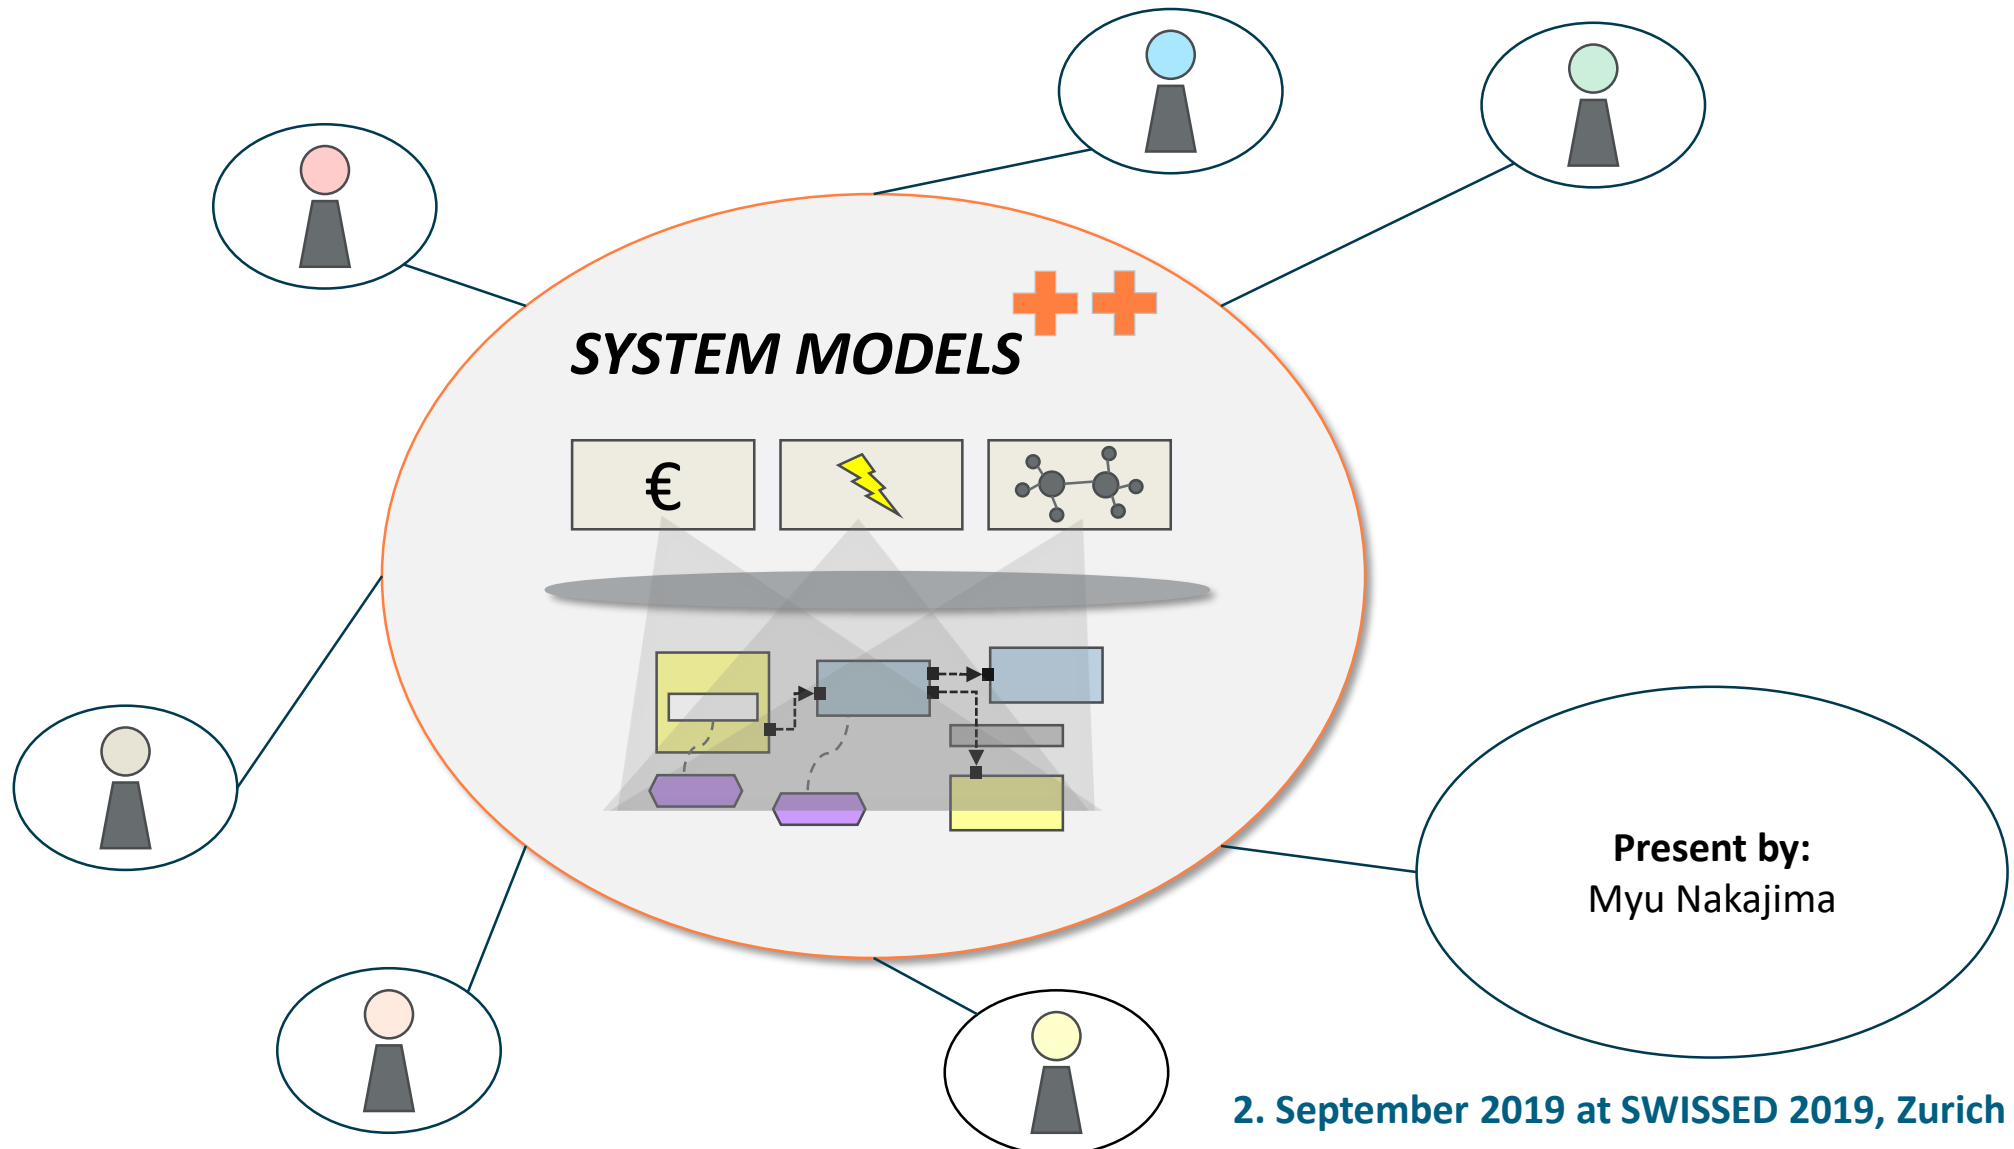 SYSTEM MODELS
€
Present by:
Myu Nakajima
2. September 2019 at SWISSED 2019, Zurich